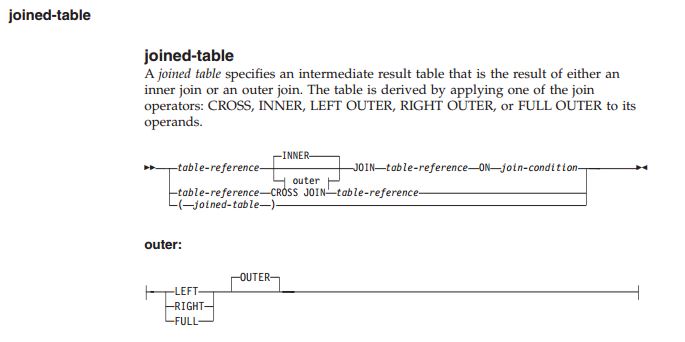 joined-table
joined-table
A joined table specifies an intermediate result table that is the result of either an
inner join or an outer join. The table is derived by applying one of the join
operators: CROSS, INNER, LEFT OUTER, RIGHT OUTER, or FULL OUTER to its
operands.
INNER
table-reference JOIN table-reference ON join-condition
outer
table-reference CROSS JOIN table-reference
( joined-table )
outer:
OUTER
LEFT
RIGHT
FULL